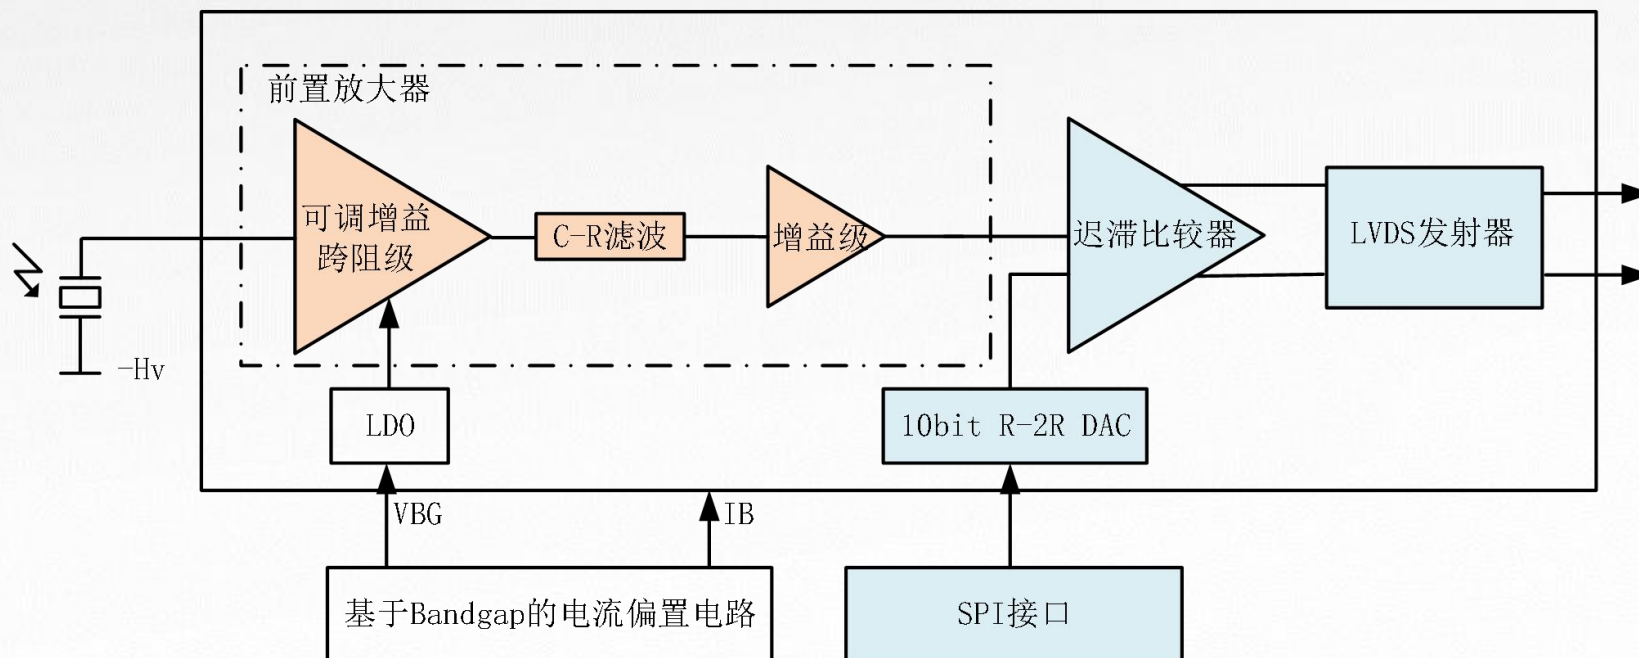 前置放大器
可调增益
跨阻级
C-R滤波
增益级
迟滞比较器
LVDS发射器
-Hv
LDO
10bit R-2R DAC
VBG
IB
基于Bandgap的电流偏置电路
SPI接口